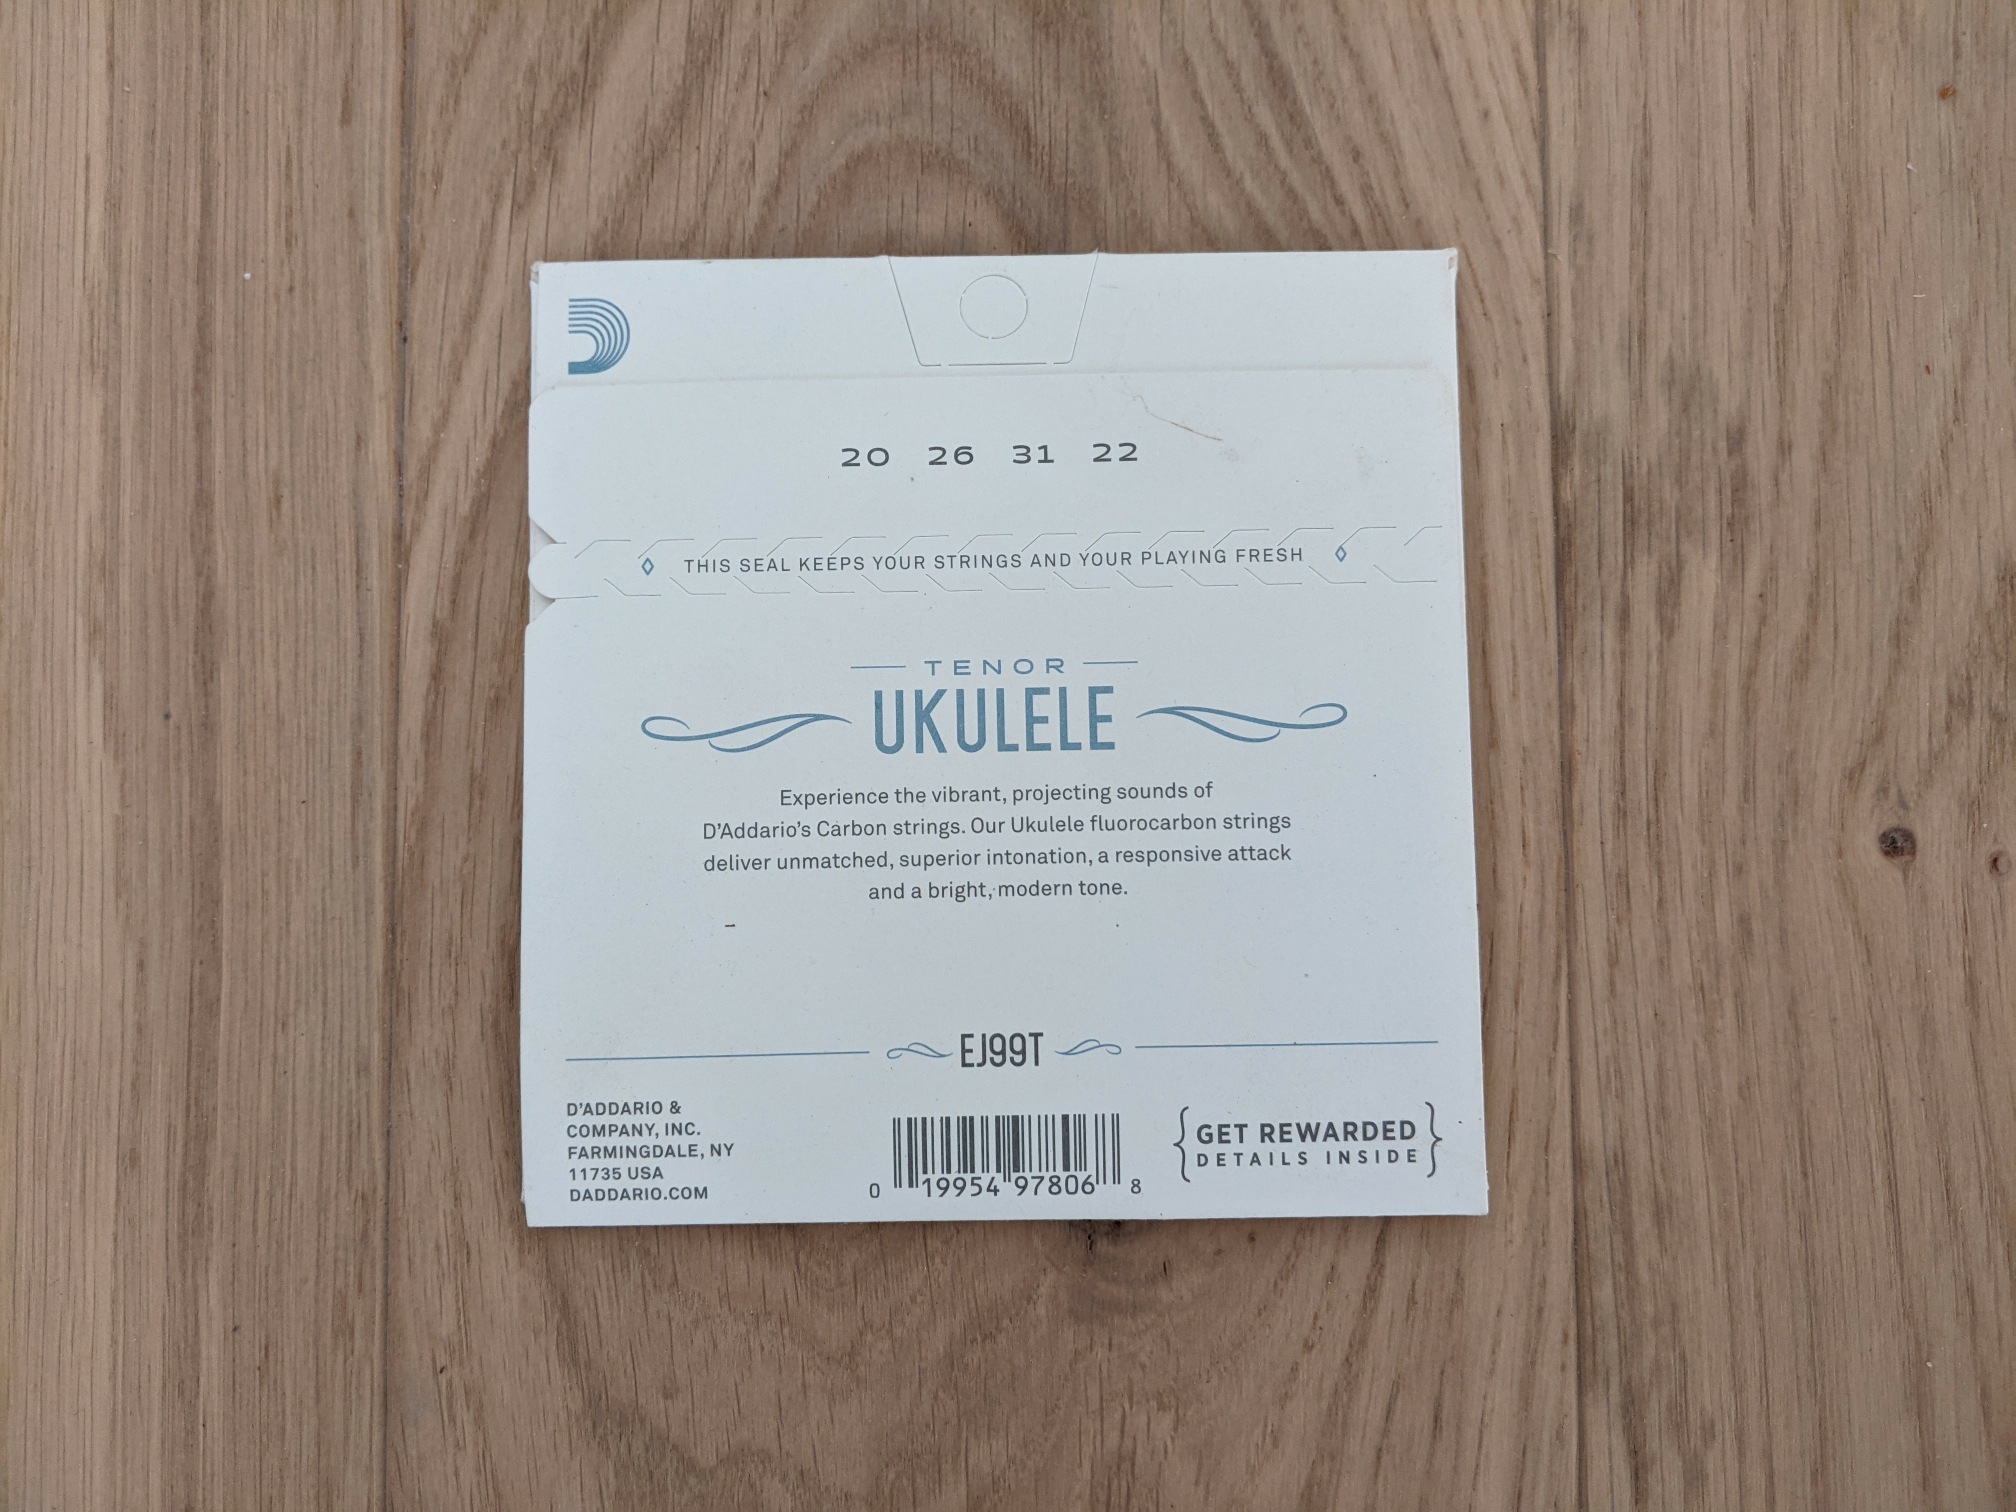 20 26 31 22
THIS SEAL KEEPS YOUR STRINGS AND YOUR PLAYING FRESH
TENOR
UKULELE
Experience the vibrant, projecting sounds of
D’Addario’s Carbon strings. Our Ukulele fluorocarbon strings
deliver unmatched, superior intonation, a responsive attack
and a bright, modern tone.
EJ99T
D’ADDARIO &
COMPANY, INC.
FARMINGDALE, NY
11735 USA
DADDARIO.COM
0 19954 97806 8
GET REWARDED
DETAILS INSIDE